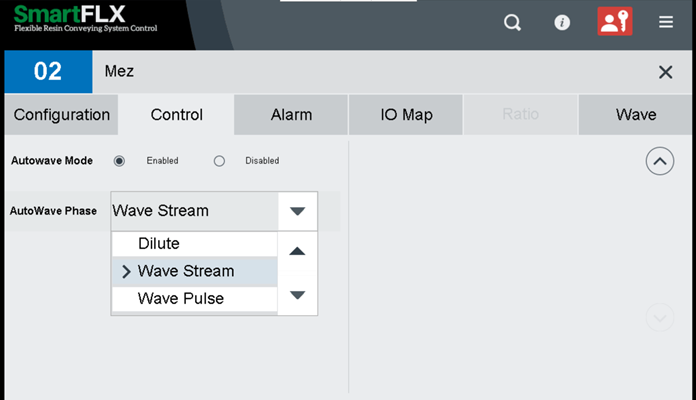 SmartFLX
Flexible Resin Conveying System Control
02 Mez
Configuration Control Alarm IO Map Ratio Wave
Autowave Mode Enabled Disabled
AutoWave Phase Wave Stream
Dilute
Wave Stream
Wave Pulse